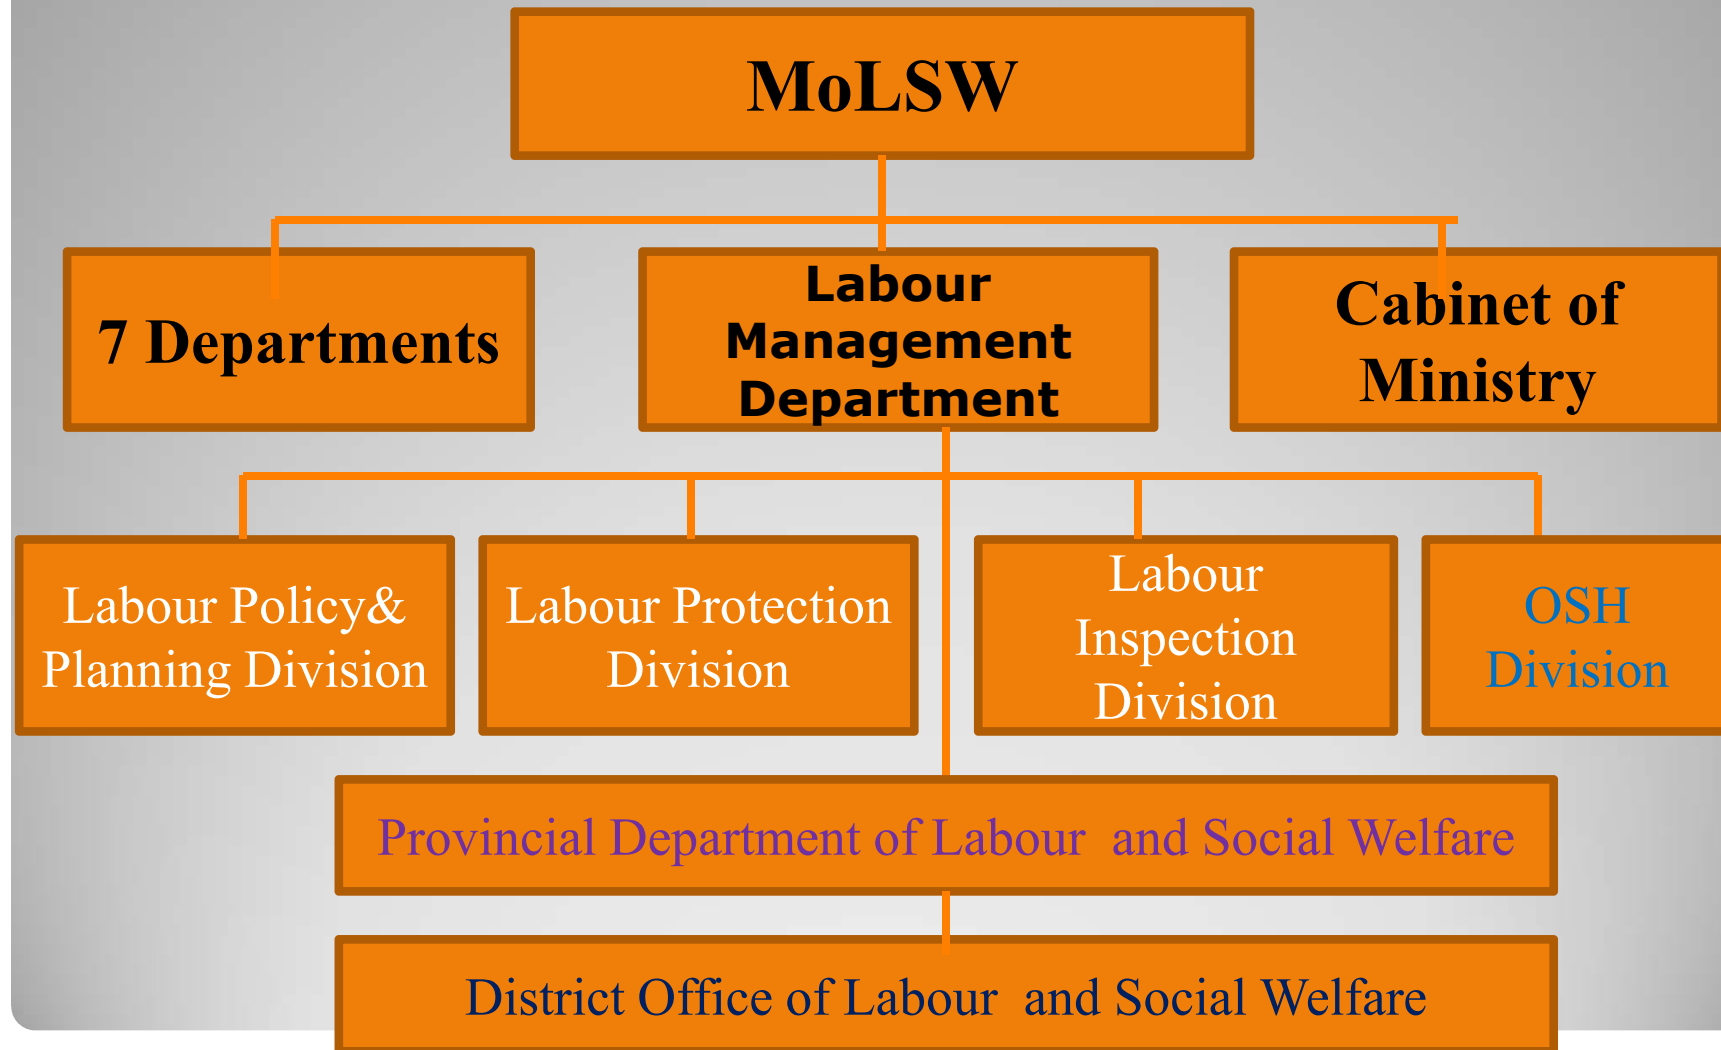 MoLSW
7 Departments
Labour
Management
Department
Cabinet of
Ministry
Labour Policy&
Planning Division
Labour Protection
Division
Labour
Inspection
Division
OSH
Division
Provincial Department of Labour  and Social Welfare
District Office of Labour  and Social Welfare